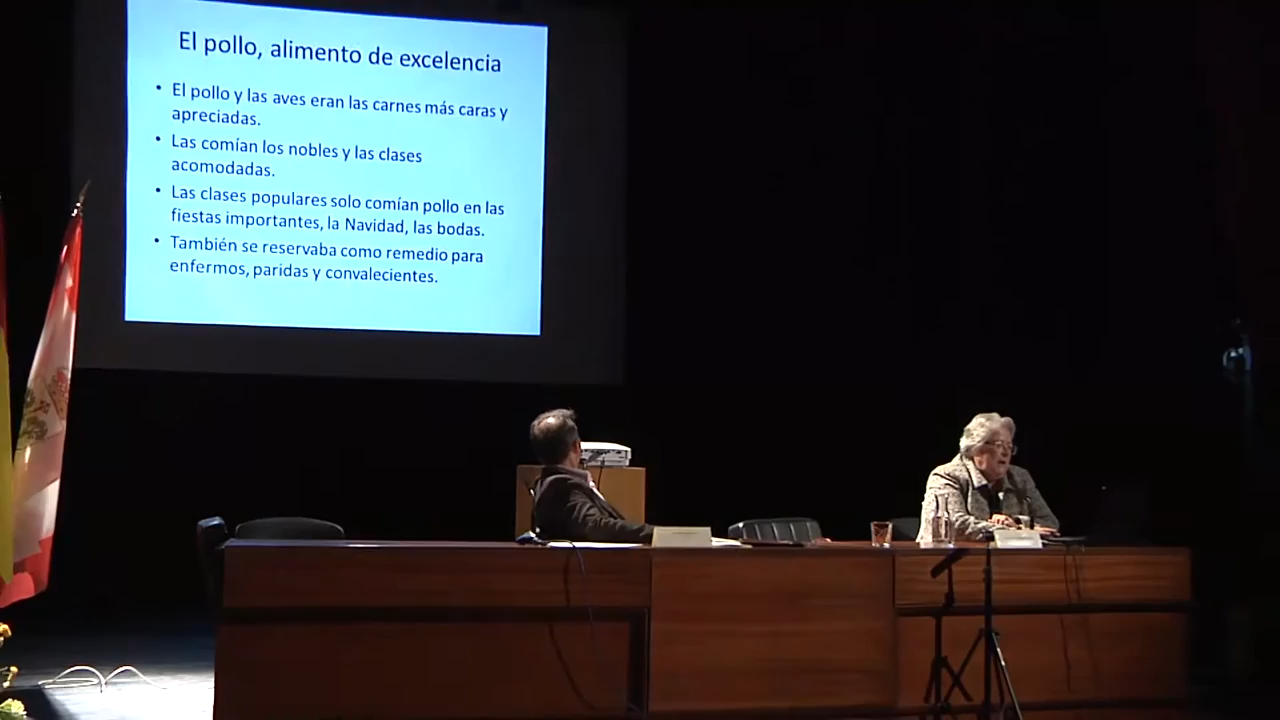 El pollo, alimento de excelencia
• El pollo y las aves eran las carnes más caras y
apreciadas.
• Las comían los nobles y las clases
acomodadas.
• Las clases populares solo comían pollo en las
fiestas importantes, la Navidad, las bodas.
• También se reservaba como remedio para
enfermos, paridas y convalecientes.